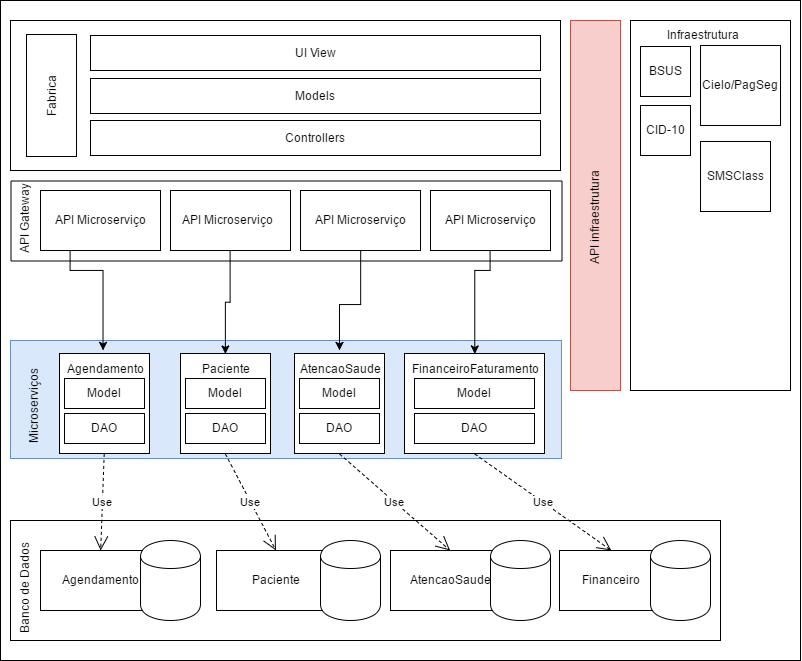 Fabrica
UI View
Models
Controllers
API Gateway
API Microserviço
API Microserviço
API Microserviço
API Microserviço
API infraestrutura
Infraestrutura
BSUS
Cielo/PagSeg
CID-10
SMSClass
Microserviços
Agendamento
Model
DAO
Paciente
Model
DAO
AtencaoSaude
Model
DAO
FinanceiroFaturamento
Model
DAO
Use
Use
Use
Use
Banco de Dados
Agendamento
Paciente
AtencaoSaude
Financeiro